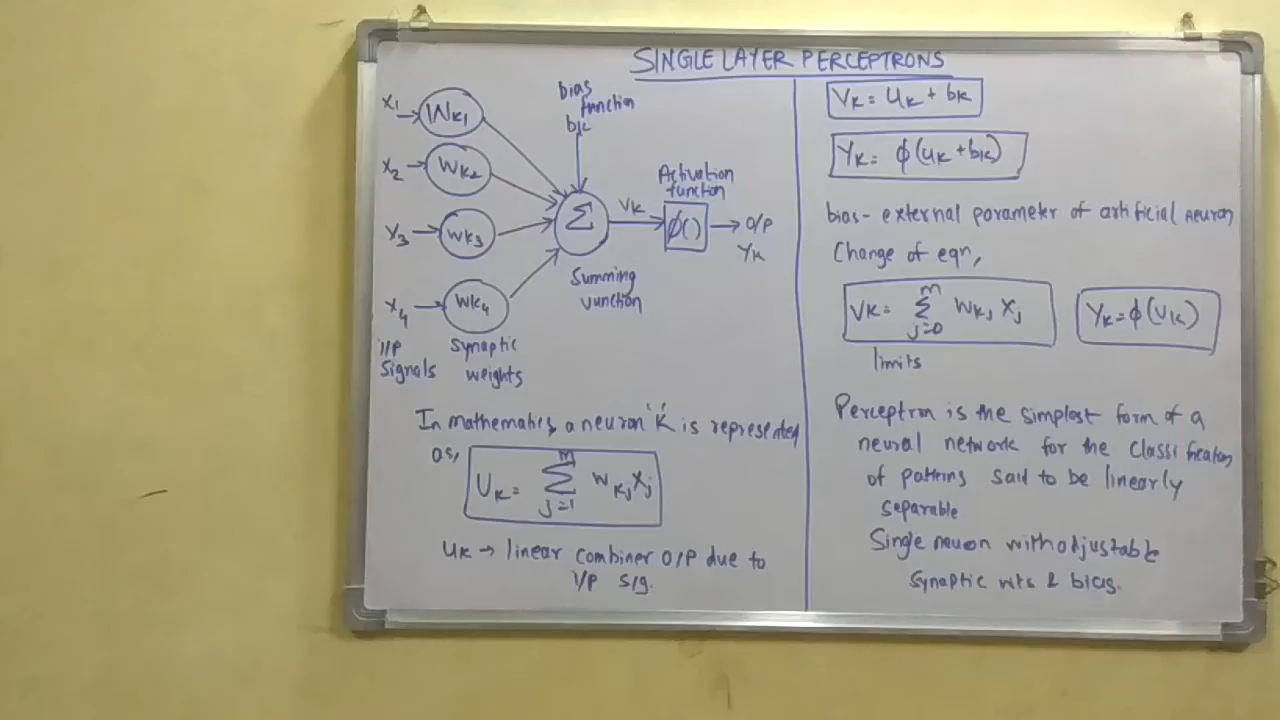 SINGLE LAYER PERCEPTRONS
bias
function
bk
X1
Wk1
X2
Wk2
X3
Wk3
X4
Wk4
Σ
VK
Activation
function
φ()
O/P
YK
Summing
function
I/P
signals
Synaptic
weights
In mathematics, a neuron 'K' is represented
as,
UK = Σ(j=1 to m) WKj Xj
UK → linear combiner O/P due to
I/P sig.
VK = UK + bK
YK = φ(UK + bK)
bias - external parameter of artificial neuron
Change of eqn,
VK = Σ(j=0 to m) WKj Xj
YK = φ(VK)
limits
Perceptron is the simplest form of a
neural network for the classification
of patterns said to be linearly
separable
Single neuron with adjustable
Synaptic wts & bias.